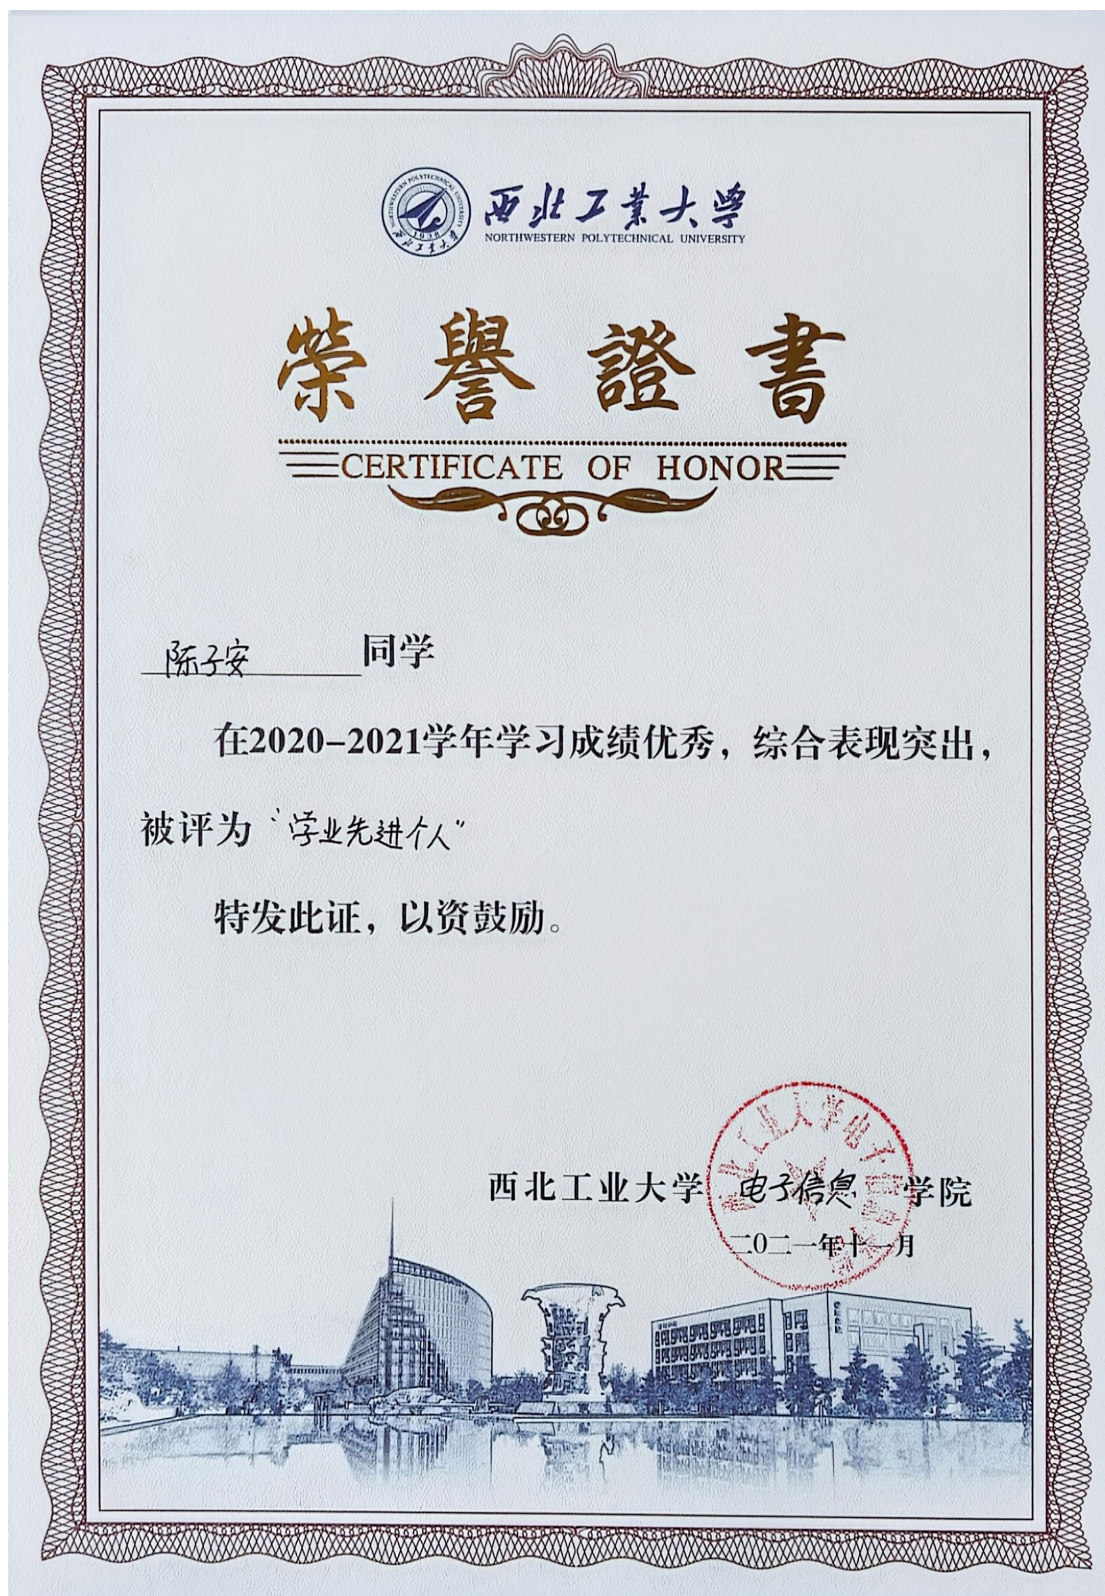 西北工业大学
NORTHWESTERN POLYTECHNICAL UNIVERSITY
榮譽證書
CERTIFICATE OF HONOR
陈子安同学
在2020-2021学年学习成绩优秀，综合表现突出，
被评为“学业先进个人”
特发此证，以资鼓励。
西北工业大学电子信息学院
二〇二一年十一月